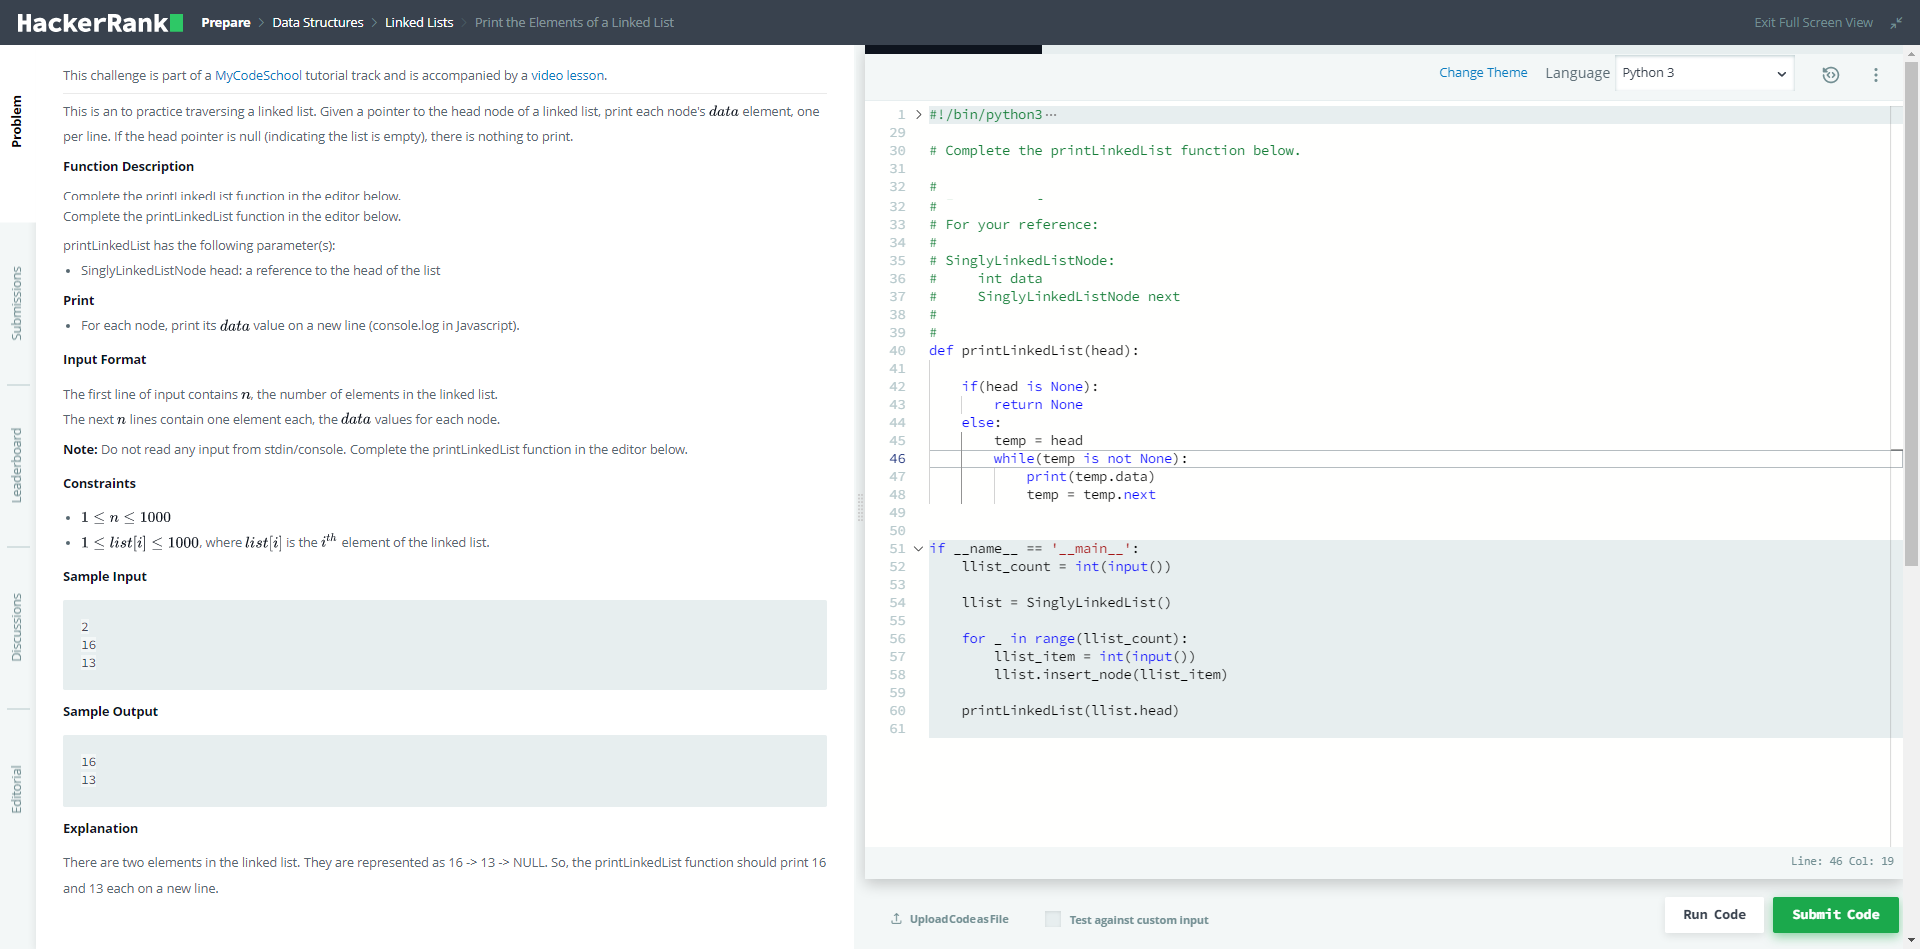 HackerRank Prepare > Data Structures > Linked Lists > Print the Elements of a Linked List
Exit Full Screen View
Problem
Submissions
Leaderboard
Discussions
Editorial
This challenge is part of a MyCodeSchool tutorial track and is accompanied by a video lesson.
This is an to practice traversing a linked list. Given a pointer to the head node of a linked list, print each node's data element, one
per line. If the head pointer is null (indicating the list is empty), there is nothing to print.
Function Description
Complete the printLinkedList function in the editor below.
Complete the printLinkedList function in the editor below.
printLinkedList has the following parameter(s):
• SinglyLinkedListNode head: a reference to the head of the list
Print
• For each node, print its data value on a new line (console.log in Javascript).
Input Format
The first line of input contains n, the number of elements in the linked list.
The next n lines contain one element each, the data values for each node.
Note: Do not read any input from stdin/console. Complete the printLinkedList function in the editor below.
Constraints
• 1 ≤ n ≤ 1000
• 1 ≤ list[i] ≤ 1000, where list[i] is the i^th element of the linked list.
Sample Input
2
16
13
Sample Output
16
13
Explanation
There are two elements in the linked list. They are represented as 16 -> 13 -> NULL. So, the printLinkedList function should print 16
and 13 each on a new line.
Change Theme Language Python 3
1 #!/bin/python3
29
30 # Complete the printLinkedList function below.
31
32 #
32 #
33 # For your reference:
34 #
35 # SinglyLinkedListNode:
36 #     int data
37 #     SinglyLinkedListNode next
38 #
39 #
40 def printLinkedList(head):
41
42     if(head is None):
43         return None
44     else:
45         temp = head
46         while(temp is not None):
47             print(temp.data)
48             temp = temp.next
49
50
51 if __name__ == '__main__':
52     llist_count = int(input())
53
54     llist = SinglyLinkedList()
55
56     for _ in range(llist_count):
57         llist_item = int(input())
58         llist.insert_node(llist_item)
59
60     printLinkedList(llist.head)
61
Line: 46 Col: 19
Upload Code as File
Test against custom input
Run Code
Submit Code